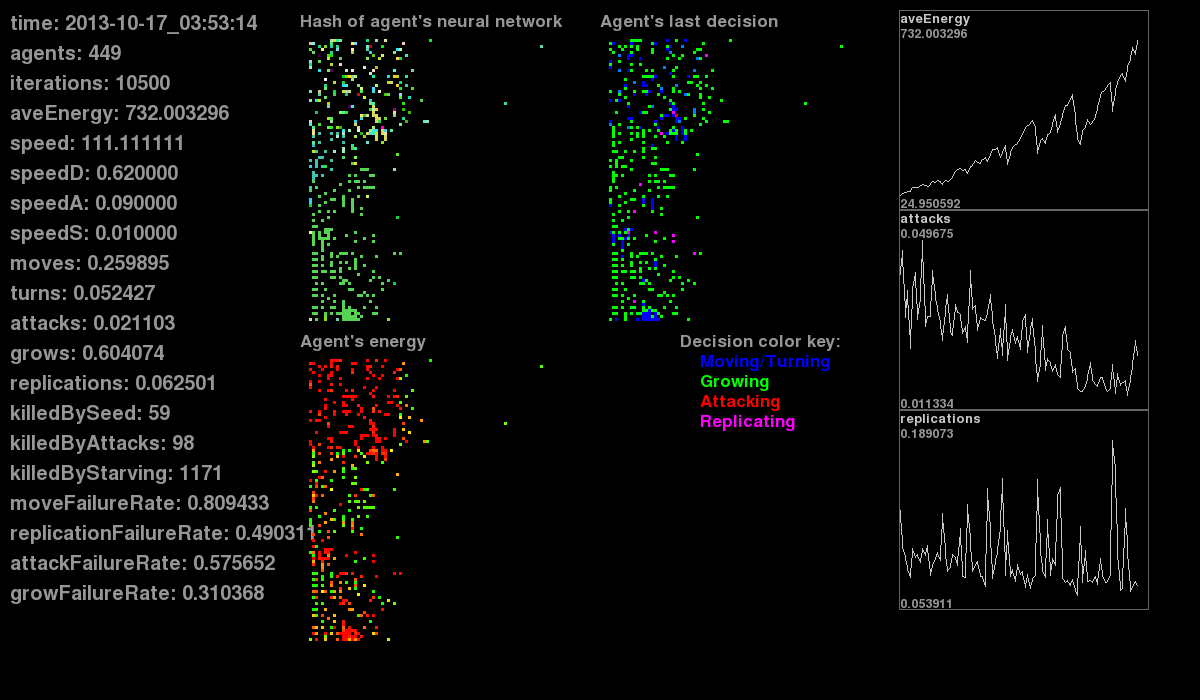 time: 2013-10-17_03:53:14
agents: 449
iterations: 10500
aveEnergy: 732.003296
speed: 111.111111
speedD: 0.620000
speedA: 0.090000
speedS: 0.010000
moves: 0.259895
turns: 0.052427
attacks: 0.021103
grows: 0.604074
replications: 0.062501
killedBySeed: 59
killedByAttacks: 98
killedByStarving: 1171
moveFailureRate: 0.809433
replicationFailureRate: 0.490311
attackFailureRate: 0.575652
growFailureRate: 0.310368
Hash of agent's neural network
Agent's last decision
Agent's energy
Decision color key:
Moving/Turning
Growing
Attacking
Replicating
aveEnergy
732.003296
24.950592
attacks
0.049675
0.011334
replications
0.189073
0.053911